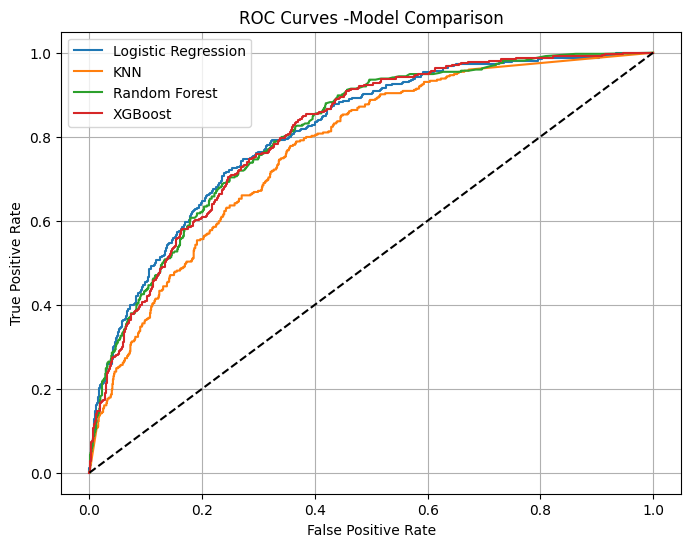 ROC Curves -Model Comparison
Logistic Regression
KNN
Random Forest
XGBoost
True Positive Rate
1.0
0.8
0.6
0.4
0.2
0.0
0.0 0.2 0.4 0.6 0.8 1.0
False Positive Rate